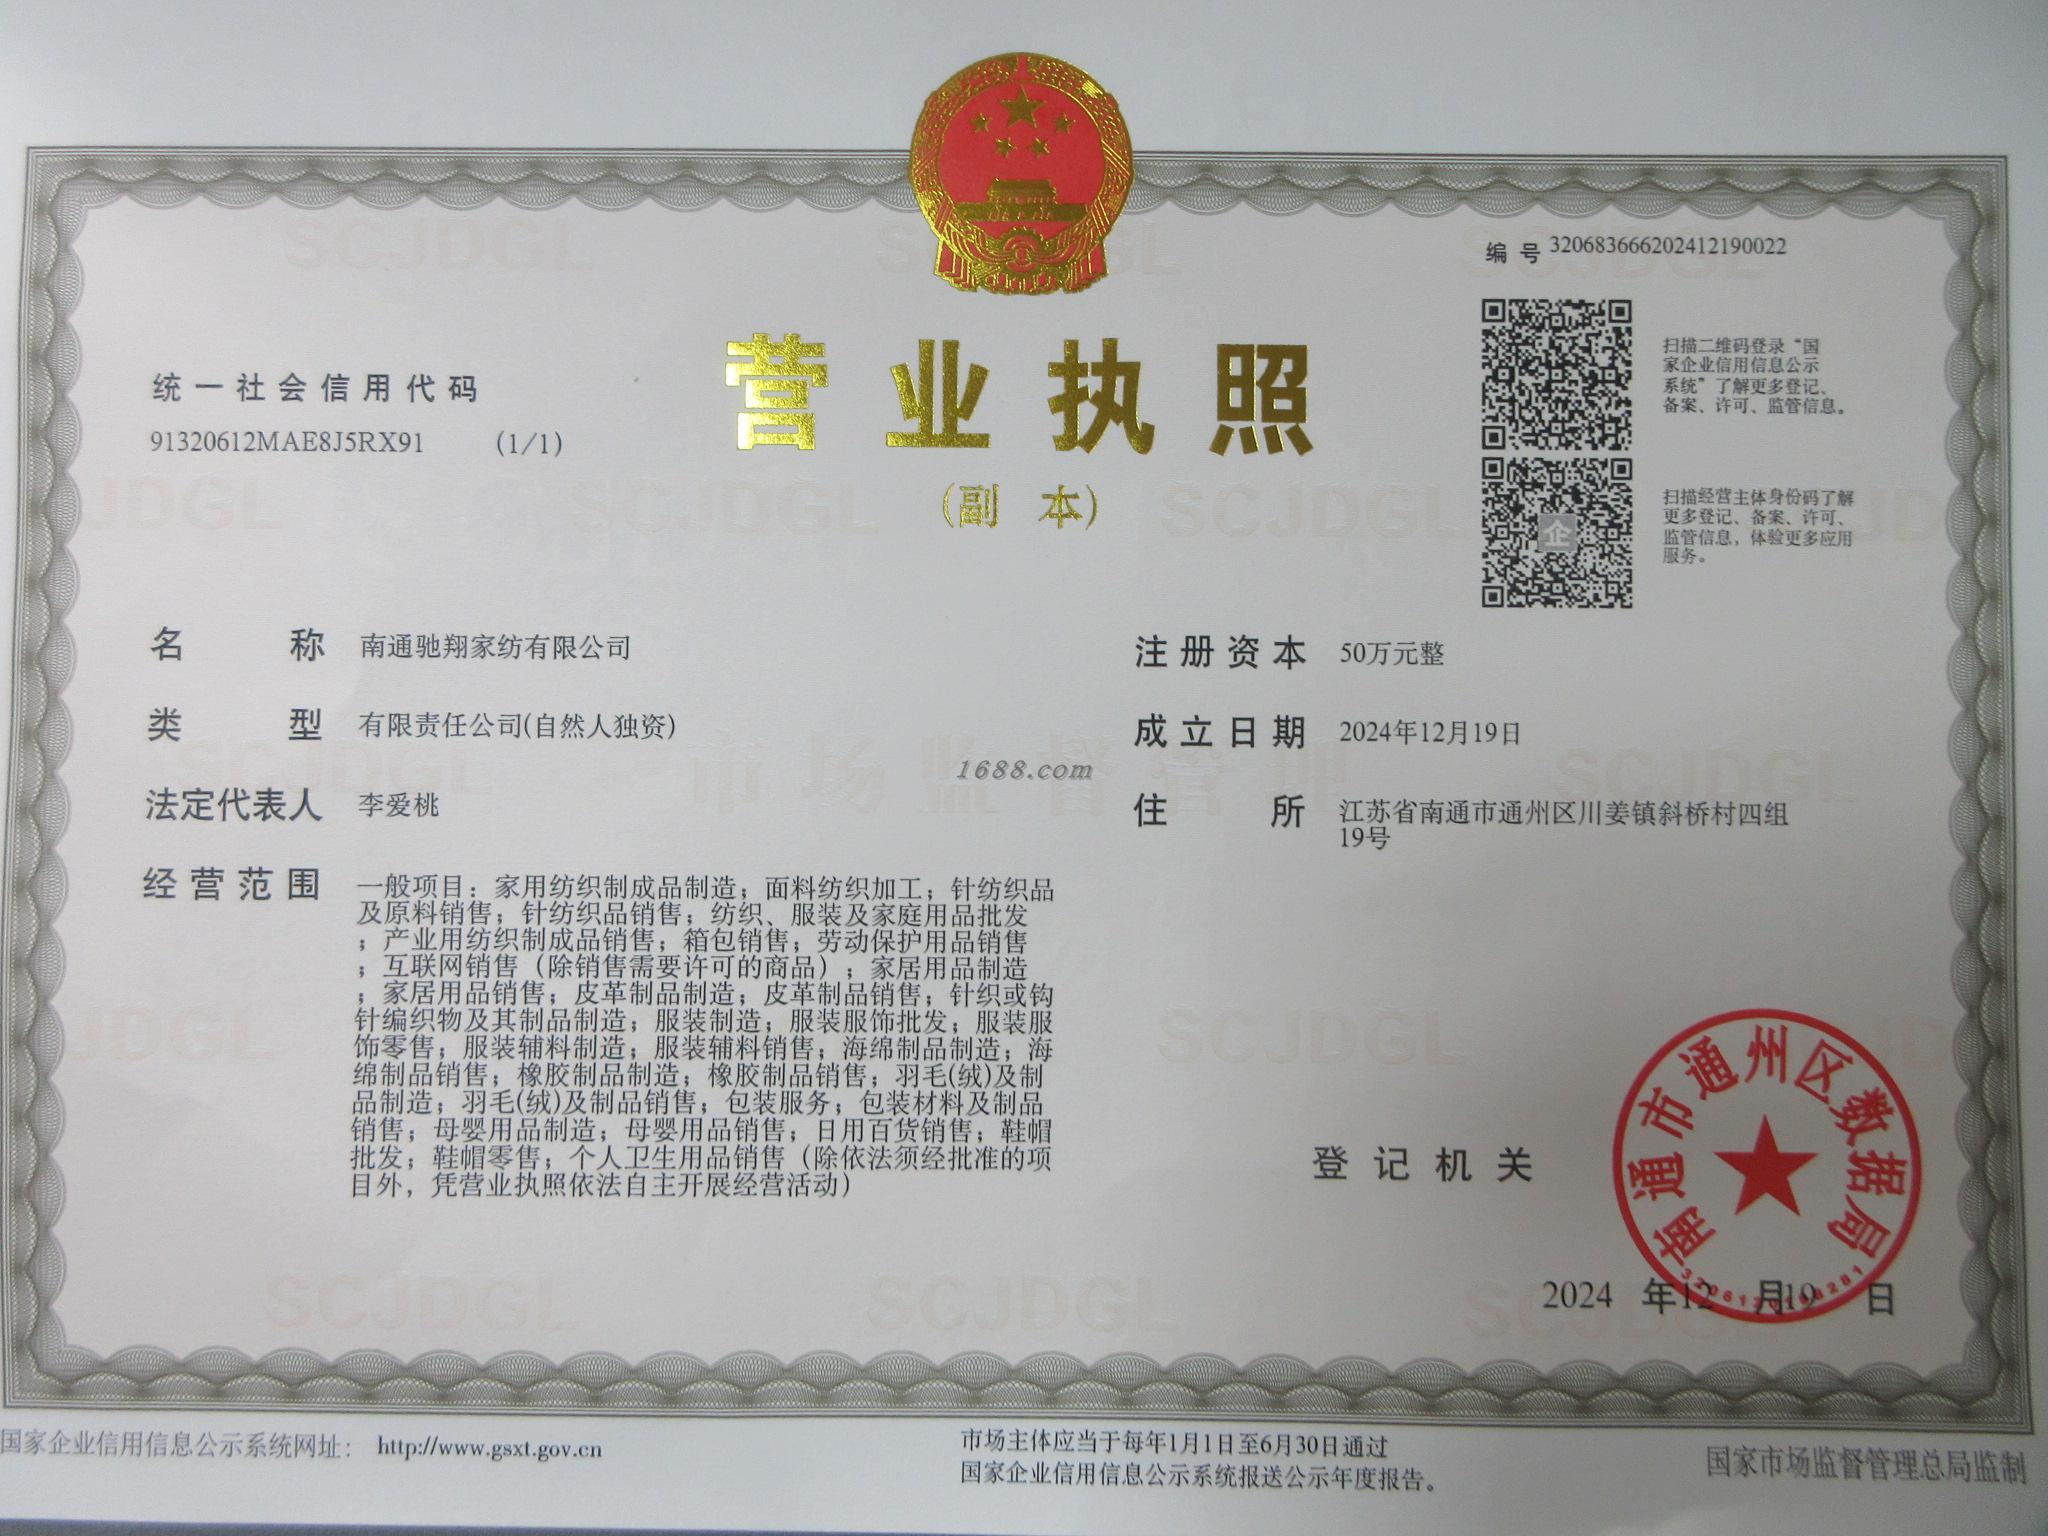 编号 320683666202412190022
统一社会信用代码
91320612MAE8J5RX91 (1/1)
营业执照
(副 本)
扫描二维码登录“国
家企业信用信息公示
系统”了解更多登记、
备案、许可、监管信息。
企
扫描经营主体身份码了解
更多登记、备案、许可、
监管信息，体验更多应用
服务。
名称 南通驰翔家纺有限公司
类型 有限责任公司(自然人独资)
法定代表人 李爱桃
经营范围 一般项目：家用纺织制成品制造；面料纺织加工；针纺织品
及原料销售；针纺织品销售；纺织、服装及家庭用品批发
；产业用纺织制成品销售；箱包销售；劳动保护用品销售
；互联网销售（除销售需要许可的商品）；家居用品制造
；家居用品销售；皮革制品制造；皮革制品销售；针织或钩
针编织物及其制品制造；服装制造；服装服饰批发；服装服
饰零售；服装辅料制造；服装辅料销售；海绵制品制造；海
绵制品销售；橡胶制品制造；橡胶制品销售；羽毛(绒)及制
品制造；羽毛(绒)及制品销售；包装服务；包装材料及制品
销售；母婴用品制造；母婴用品销售；日用百货销售；鞋帽
批发；鞋帽零售；个人卫生用品销售（除依法须经批准的项
目外，凭营业执照依法自主开展经营活动）
注册资本 50万元整
成立日期 2024年12月19日
住所 江苏省南通市通州区川姜镇斜桥村四组
19号
1688.com
市场监督管理
SCJDGL
登记机关
南通市通州区数据局
2024 年12 月19 日
国家企业信用信息公示系统网址： http://www.gsxt.gov.cn
市场主体应当于每年1月1日至6月30日通过
国家企业信用信息公示系统报送公示年度报告。
国家市场监督管理总局监制